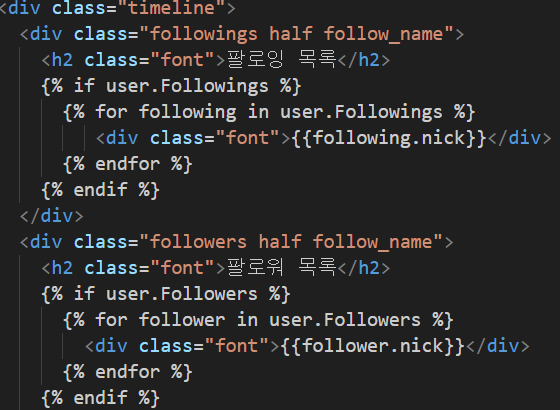 <div class="timeline">
<div class="followings half follow_name">
<h2 class="font">팔로잉 목록</h2>
{% if user.Followings %}
{% for following in user.Followings %}
<div class="font">{{following.nick}}</div>
{% endfor %}
{% endif %}
</div>
<div class="followers half follow_name">
<h2 class="font">팔로워 목록</h2>
{% if user.Followers %}
{% for follower in user.Followers %}
<div class="font">{{follower.nick}}</div>
{% endfor %}
{% endif %}